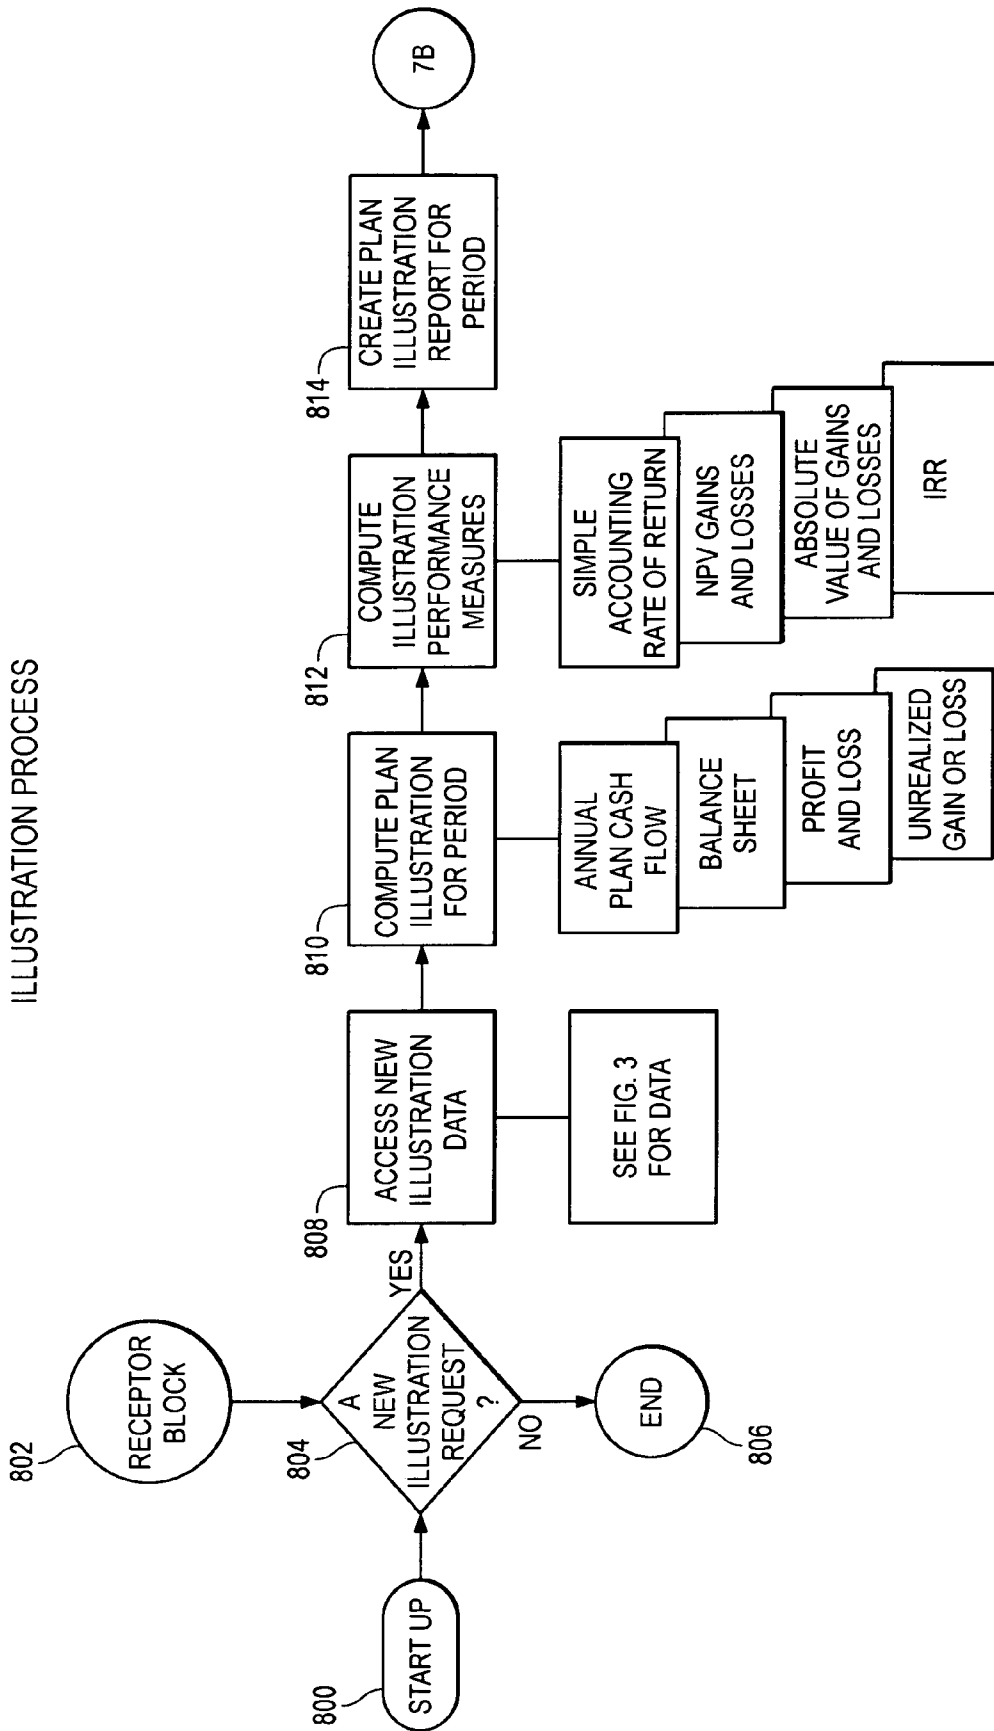 ILLUSTRATION PROCESS
802
RECEPTOR
BLOCK
800
START UP
804
A
NEW
ILLUSTRATION
REQUEST
?
YES
NO
END
806
808
ACCESS NEW
ILLUSTRATION
DATA
SEE FIG. 3
FOR DATA
810
COMPUTE PLAN
ILLUSTRATION
FOR PERIOD
ANNUAL
PLAN CASH
FLOW
BALANCE
SHEET
PROFIT
AND LOSS
UNREALIZED
GAIN OR LOSS
812
COMPUTE
ILLUSTRATION
PERFORMANCE
MEASURES
SIMPLE
ACCOUNTING
RATE OF RETURN
NPV GAINS
AND LOSSES
ABSOLUTE
VALUE OF GAINS
AND LOSSES
IRR
814
CREATE PLAN
ILLUSTRATION
REPORT FOR
PERIOD
7B